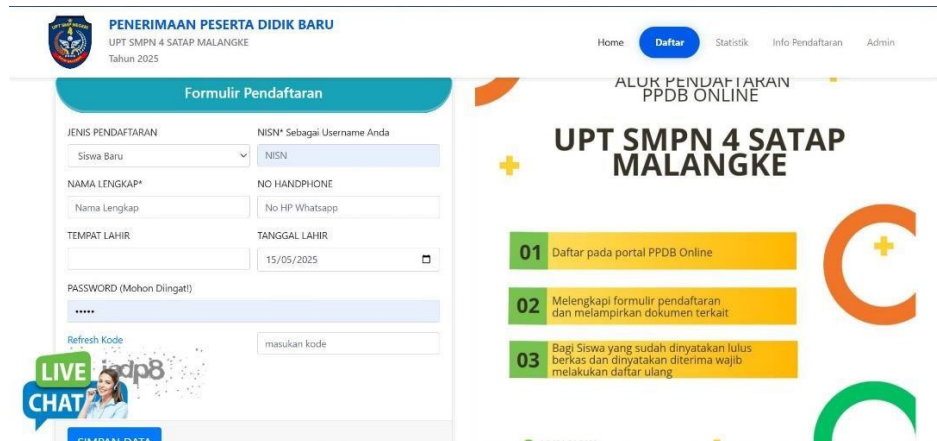 PENERIMAAN PESERTA DIDIK BARU
UPT SMPN 4 SATAP MALANGKE
Tahun 2025
Home
Daftar
Statistik
Info Pendaftaran
Admin
Formulir Pendaftaran
JENIS PENDAFTARAN
NISN* Sebagai Username Anda
Siswa Baru
NISN
NAMA LENGKAP*
NO HANDPHONE
Nama Lengkap
No HP Whatsapp
TEMPAT LAHIR
TANGGAL LAHIR
15/05/2025
PASSWORD (Mohon Diingat!)
Refresh Kode
masukan kode
LIVE
CHAT
SIMPAN DATA
ALUR PENDAFTARAN
PPDB ONLINE
UPT SMPN 4 SATAP
MALANGKE
01 Daftar pada portal PPDB Online
02 Melengkapi formulir pendaftaran
dan melampirkan dokumen terkait
03 Bagi Siswa yang sudah dinyatakan lulus
berkas dan dinyatakan diterima wajib
melakukan daftar ulang